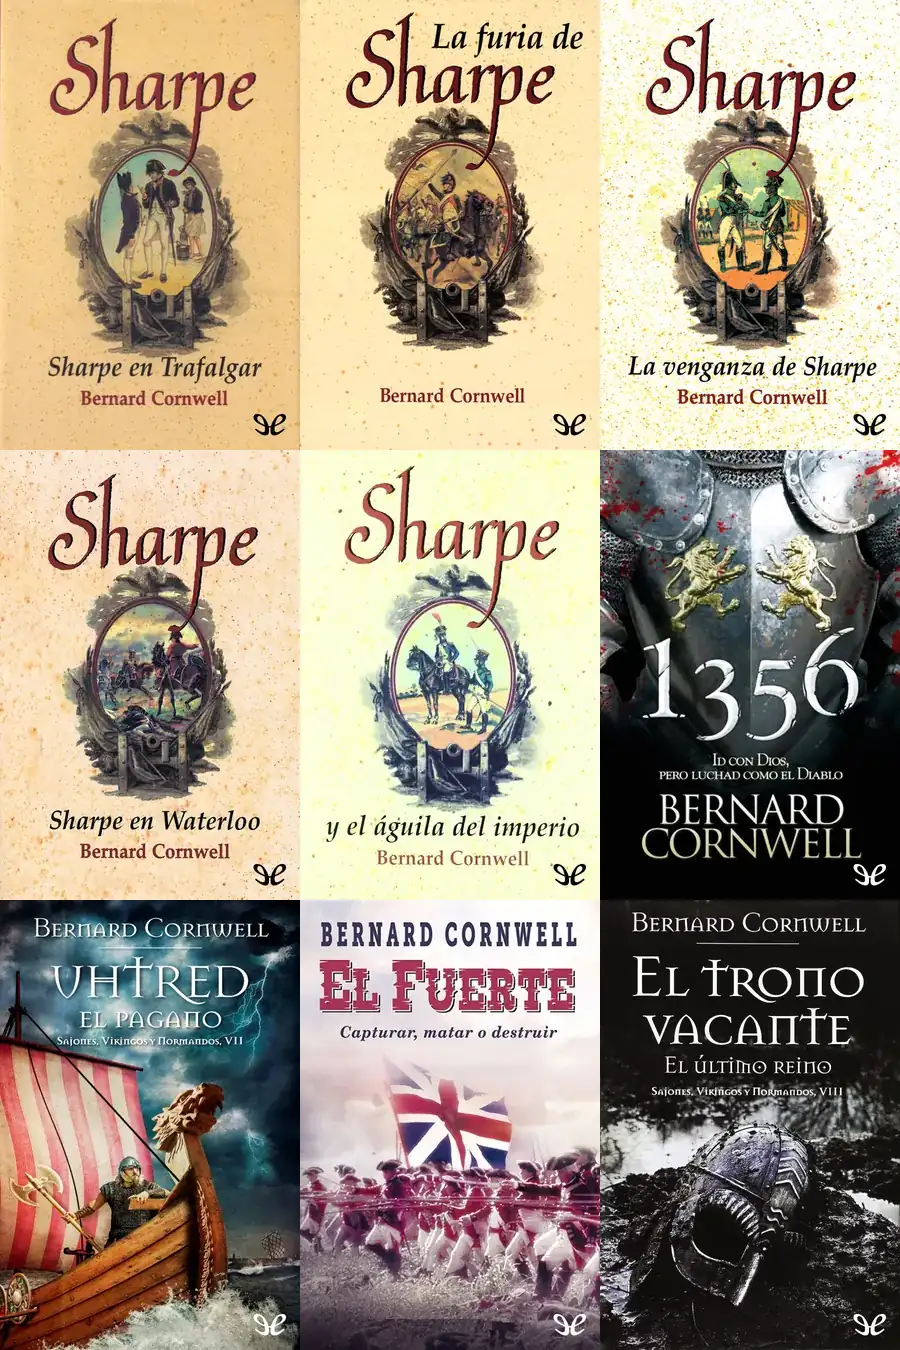 Sharpe
Sharpe en Trafalgar
Bernard Cornwell
La furia de
Sharpe
Bernard Cornwell
Sharpe
La venganza de Sharpe
Bernard Cornwell
Sharpe
Sharpe en Waterloo
Bernard Cornwell
Sharpe
y el águila del imperio
Bernard Cornwell
1356
Id con Dios,
pero luchad como el Diablo
Bernard
Cornwell
Bernard Cornwell
Uhtred
el pagano
Sajones, Vikingos y Normandos, VII
BERNARD CORNWELL
El Fuerte
Capturar, matar o destruir
Bernard Cornwell
El trono
vacante
El último reino
Sajones, Vikingos y Normandos, VIII